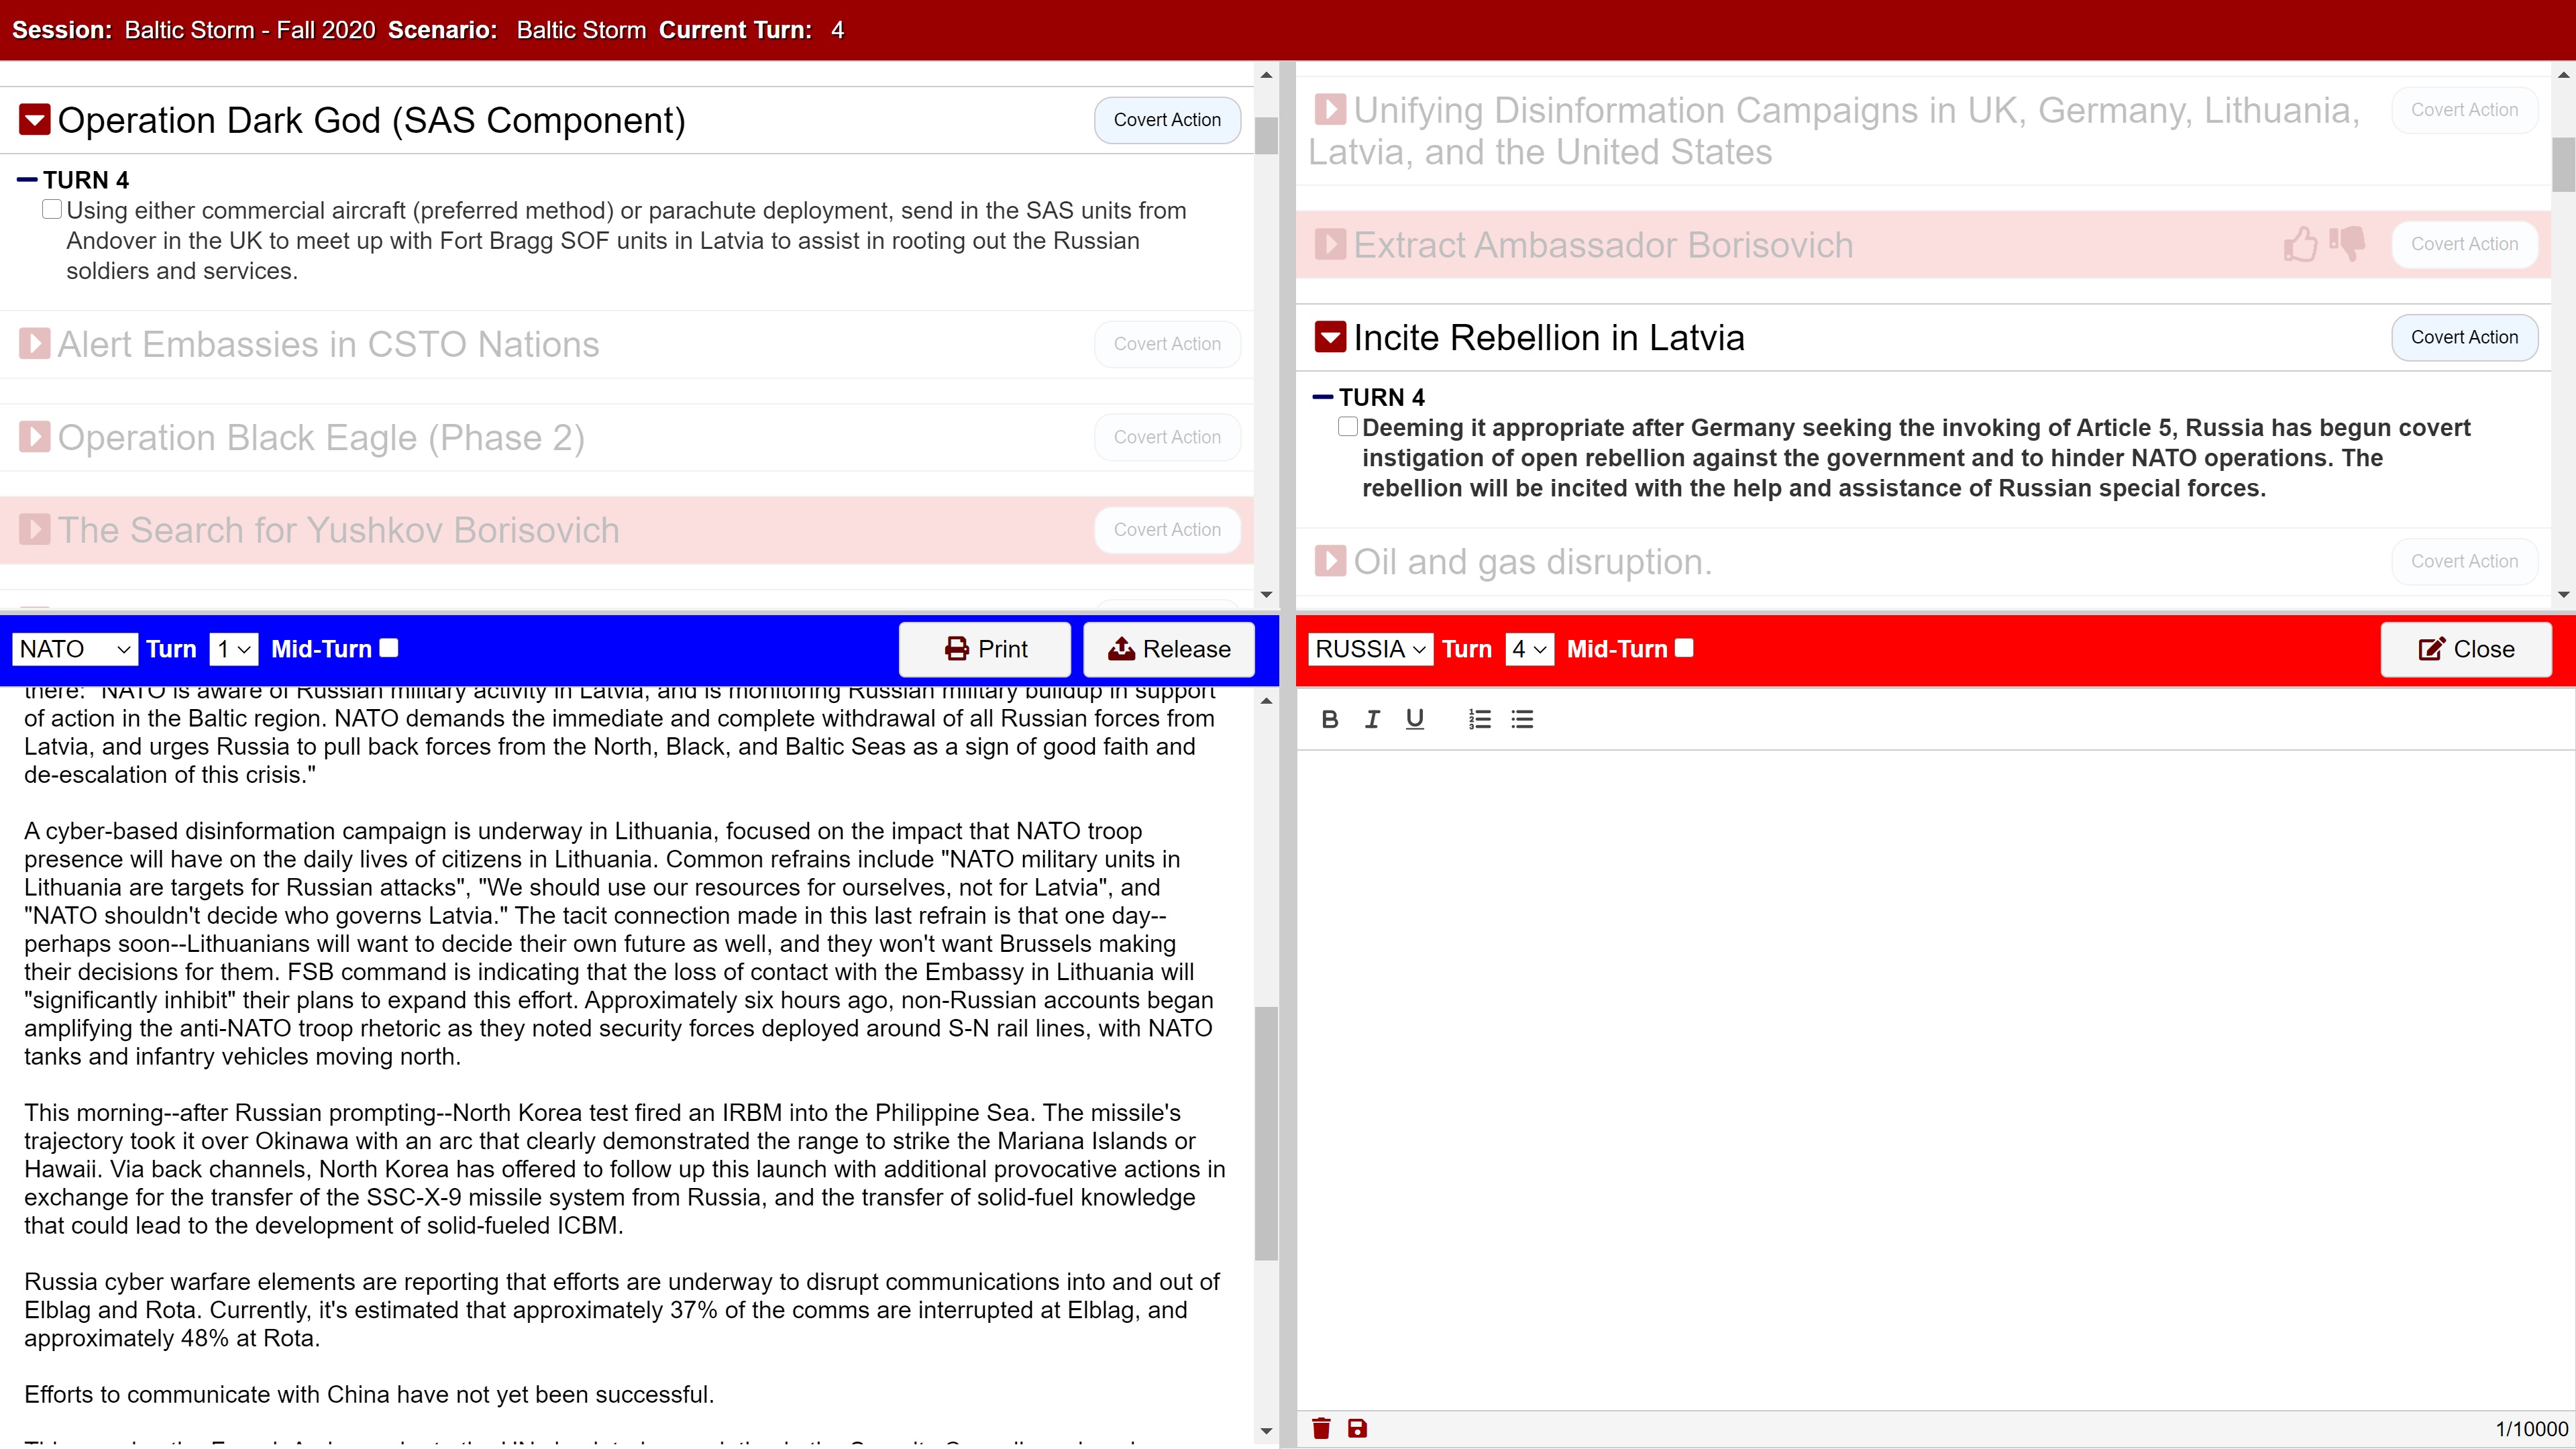 Session: Baltic Storm - Fall 2020 Scenario: Baltic Storm Current Turn: 4
Operation Dark God (SAS Component)
Covert Action
TURN 4
Using either commercial aircraft (preferred method) or parachute deployment, send in the SAS units from
Andover in the UK to meet up with Fort Bragg SOF units in Latvia to assist in rooting out the Russian
soldiers and services.
Alert Embassies in CSTO Nations
Covert Action
Operation Black Eagle (Phase 2)
Covert Action
The Search for Yushkov Borisovich
Covert Action
Unifying Disinformation Campaigns in UK, Germany, Lithuania,
Latvia, and the United States
Covert Action
Extract Ambassador Borisovich
Covert Action
Incite Rebellion in Latvia
Covert Action
TURN 4
Deeming it appropriate after Germany seeking the invoking of Article 5, Russia has begun covert
instigation of open rebellion against the government and to hinder NATO operations. The
rebellion will be incited with the help and assistance of Russian special forces.
Oil and gas disruption.
Covert Action
NATO Turn 1 Mid-Turn
Print
Release
there: "NATO is aware of Russian military activity in Latvia, and is monitoring Russian military buildup in support
of action in the Baltic region. NATO demands the immediate and complete withdrawal of all Russian forces from
Latvia, and urges Russia to pull back forces from the North, Black, and Baltic Seas as a sign of good faith and
de-escalation of this crisis."
A cyber-based disinformation campaign is underway in Lithuania, focused on the impact that NATO troop
presence will have on the daily lives of citizens in Lithuania. Common refrains include "NATO military units in
Lithuania are targets for Russian attacks", "We should use our resources for ourselves, not for Latvia", and
"NATO shouldn't decide who governs Latvia." The tacit connection made in this last refrain is that one day--
perhaps soon--Lithuanians will want to decide their own future as well, and they won't want Brussels making
their decisions for them. FSB command is indicating that the loss of contact with the Embassy in Lithuania will
"significantly inhibit" their plans to expand this effort. Approximately six hours ago, non-Russian accounts began
amplifying the anti-NATO troop rhetoric as they noted security forces deployed around S-N rail lines, with NATO
tanks and infantry vehicles moving north.
This morning--after Russian prompting--North Korea test fired an IRBM into the Philippine Sea. The missile's
trajectory took it over Okinawa with an arc that clearly demonstrated the range to strike the Mariana Islands or
Hawaii. Via back channels, North Korea has offered to follow up this launch with additional provocative actions in
exchange for the transfer of the SSC-X-9 missile system from Russia, and the transfer of solid-fuel knowledge
that could lead to the development of solid-fueled ICBM.
Russia cyber warfare elements are reporting that efforts are underway to disrupt communications into and out of
Elblag and Rota. Currently, it's estimated that approximately 37% of the comms are interrupted at Elblag, and
approximately 48% at Rota.
Efforts to communicate with China have not yet been successful.
RUSSIA Turn 4 Mid-Turn
Close
B I U
1/10000